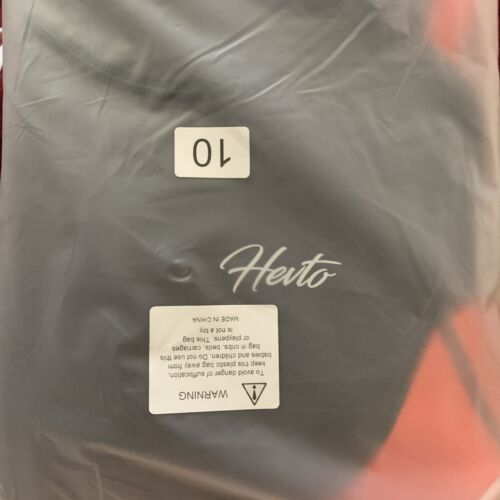 10
Hevto
WARNING
To avoid danger of suffocation,
keep this plastic bag away from
babies and children. Do not use this
bag in cribs, beds, carriages
or playpens. This bag
is not a toy
MADE IN CHINA